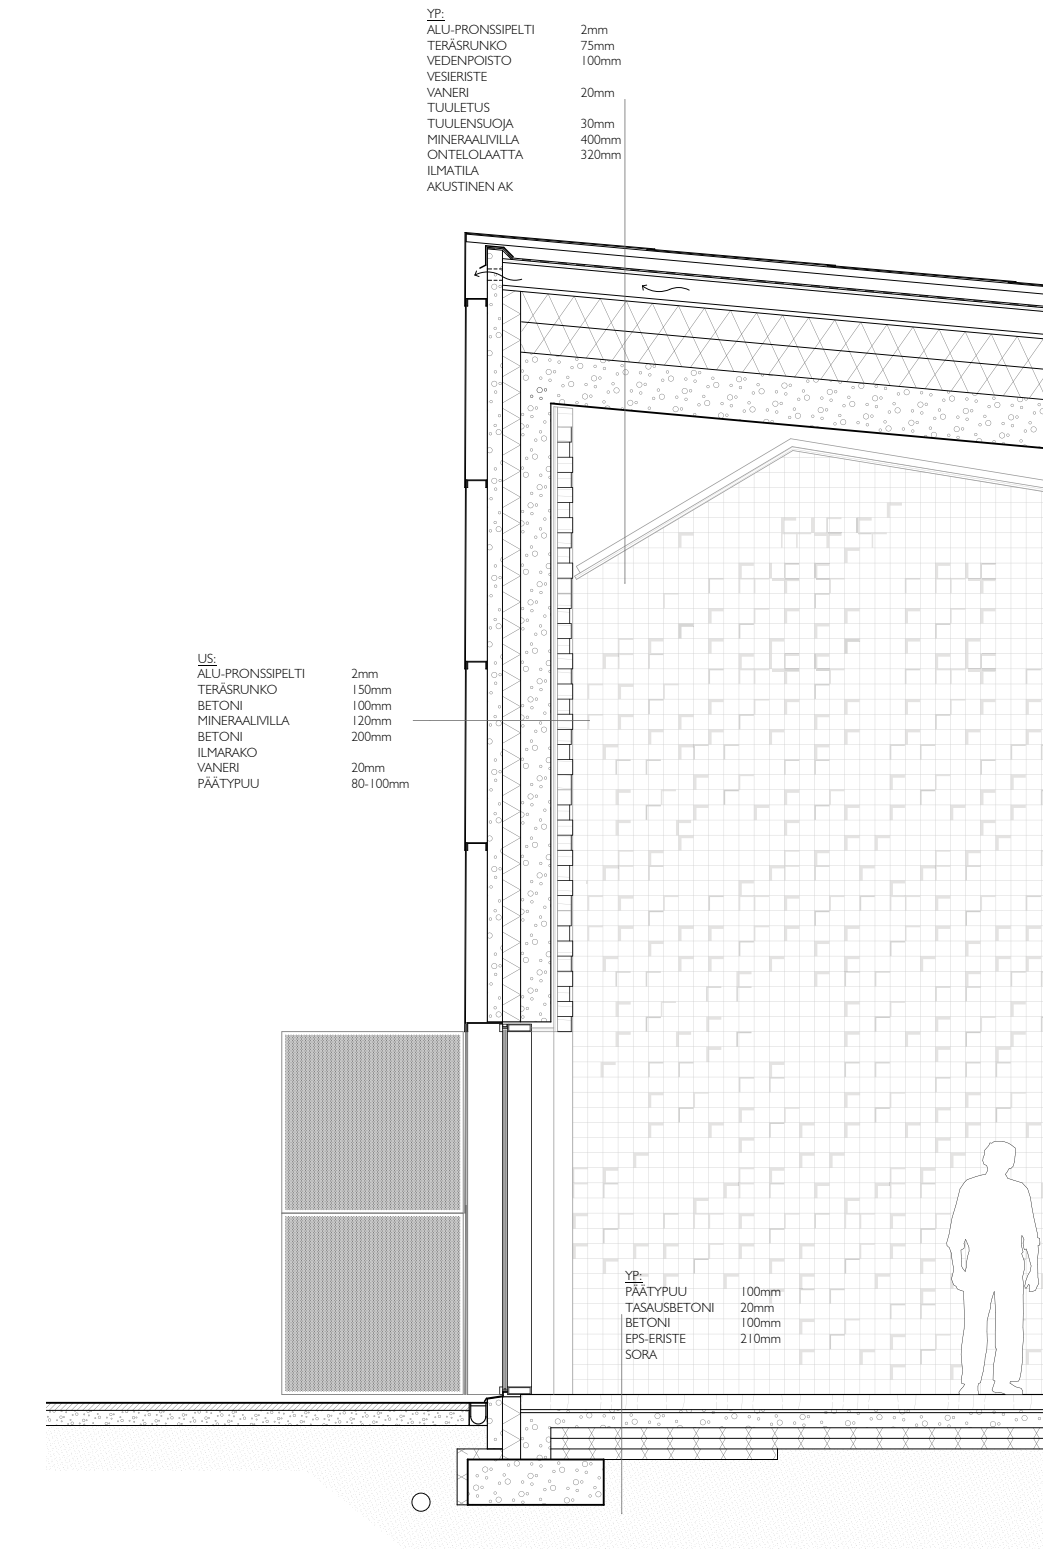 YP:
ALU-PRONSSIPELTI 2mm
TERÄSRUNKO 75mm
VEDENPOISTO 100mm
VESIERISTE
VANERI 20mm
TUULETUS
TUULENSUOJA 30mm
MINERAALIVILLA 400mm
ONTELOLAATTA 320mm
ILMATILA
AKUSTINEN AK
US:
ALU-PRONSSIPELTI 2mm
TERÄSRUNKO 150mm
BETONI 100mm
MINERAALIVILLA 120mm
BETONI 200mm
ILMARAKO
VANERI 20mm
PÄÄTYPUU 80-100mm
YP:
PÄÄTYPUU 100mm
TASAUSBETONI 20mm
BETONI 100mm
EPS-ERISTE 210mm
SORA